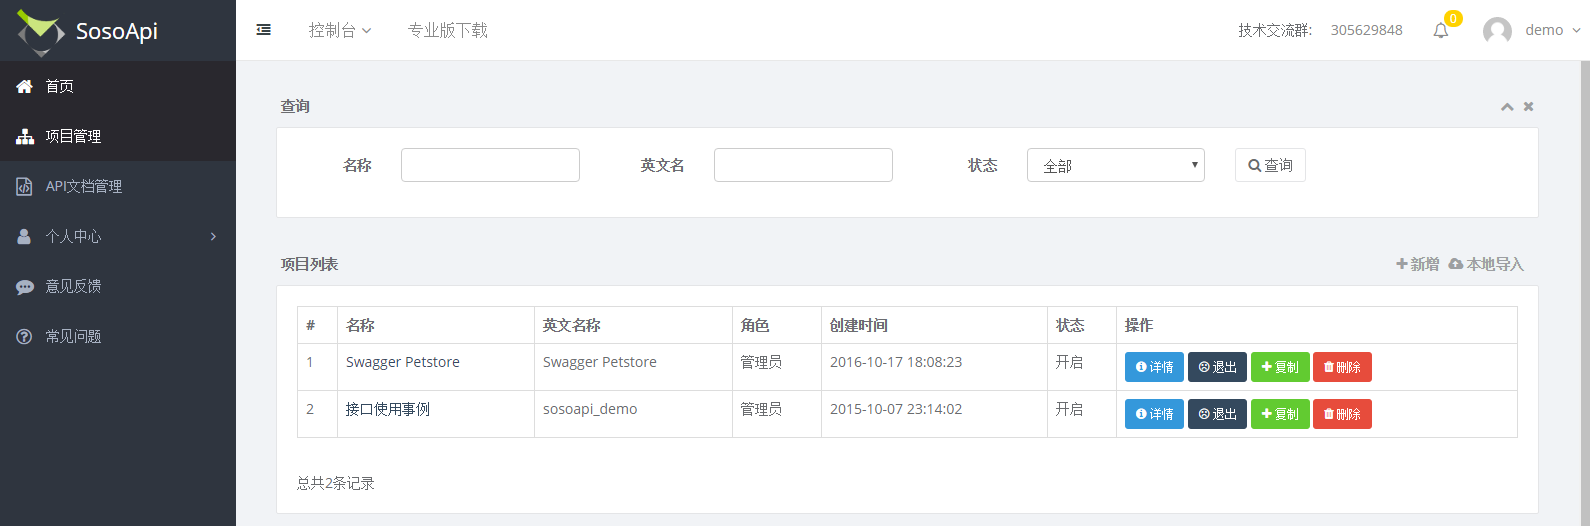 SosoApi
控制台
专业版下载
技术交流群:
305629848
0
demo
首页
项目管理
API文档管理
个人中心
意见反馈
常见问题
查询
名称
英文名
状态
全部
查询
项目列表
新增
本地导入
# 名称 英文名称 角色 创建时间 状态 操作
1 Swagger Petstore Swagger Petstore 管理员 2016-10-17 18:08:23 开启 详情 退出 复制 删除
2 接口使用事例 sosoapi_demo 管理员 2015-10-07 23:14:02 开启 详情 退出 复制 删除
总共2条记录